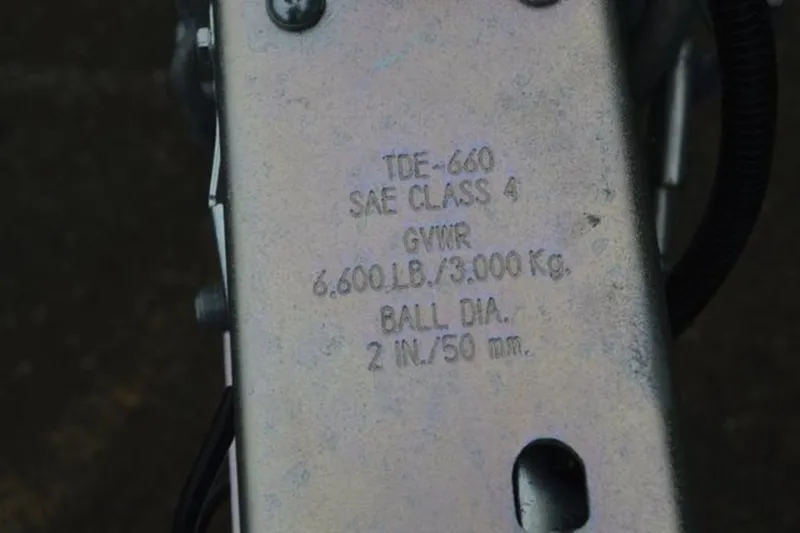 TDE-660
SAE CLASS 4
GVWR
6,600 LB./3,000 Kg.
BALL DIA.
2 IN./50 mm.